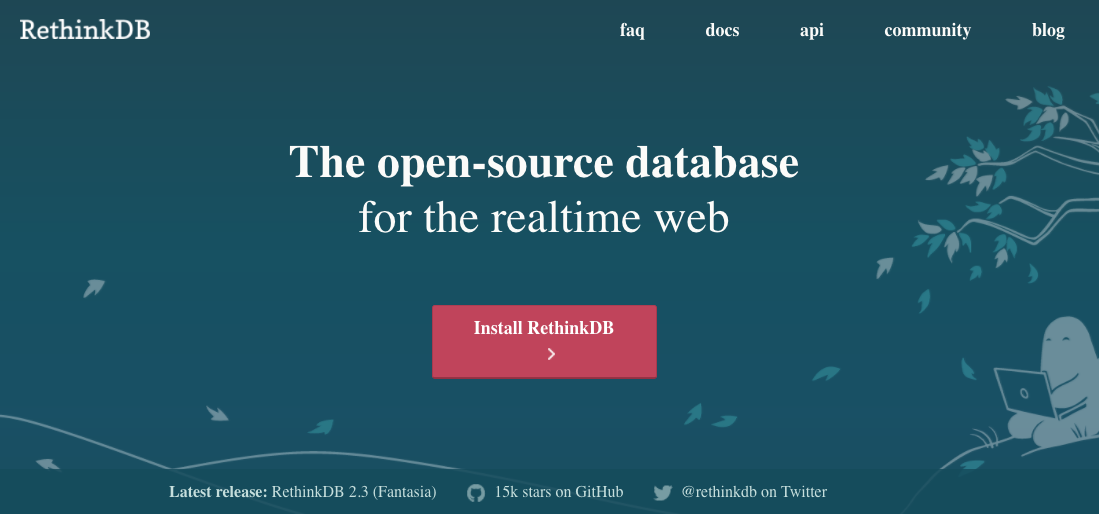 RethinkDB
faq docs api community blog
The open-source database
for the realtime web
Install RethinkDB
Latest release: RethinkDB 2.3 (Fantasia) 15k stars on GitHub @rethinkdb on Twitter